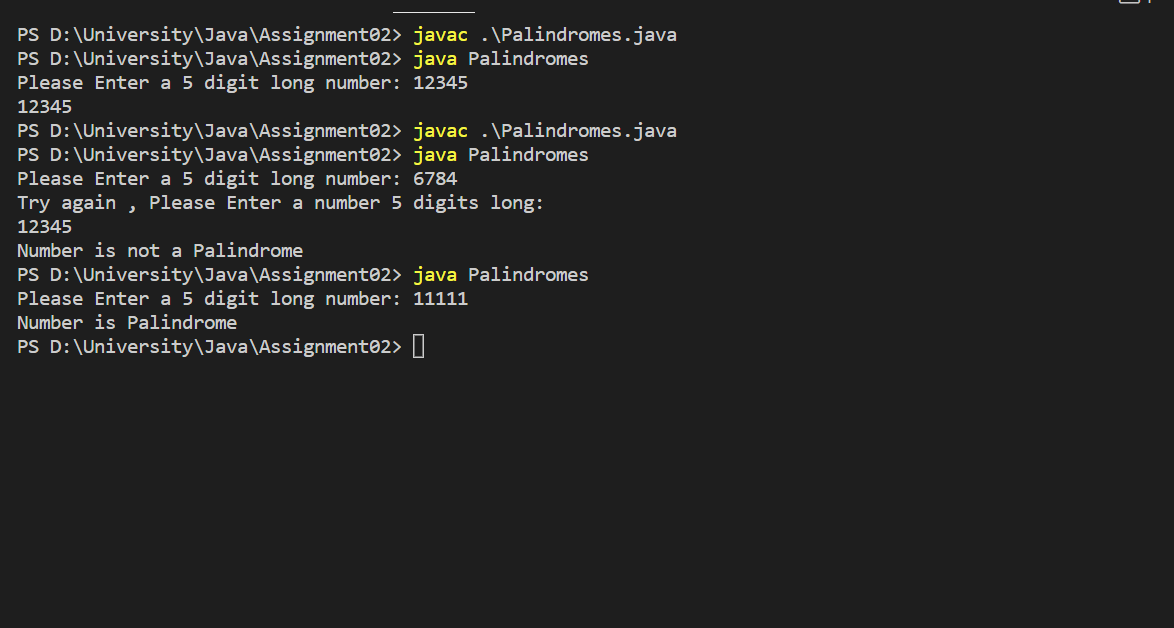 PS D:\University\Java\Assignment02> javac .\Palindromes.java
PS D:\University\Java\Assignment02> java Palindromes
Please Enter a 5 digit long number: 12345
12345
PS D:\University\Java\Assignment02> javac .\Palindromes.java
PS D:\University\Java\Assignment02> java Palindromes
Please Enter a 5 digit long number: 6784
Try again , Please Enter a number 5 digits long:
12345
Number is not a Palindrome
PS D:\University\Java\Assignment02> java Palindromes
Please Enter a 5 digit long number: 11111
Number is Palindrome
PS D:\University\Java\Assignment02>